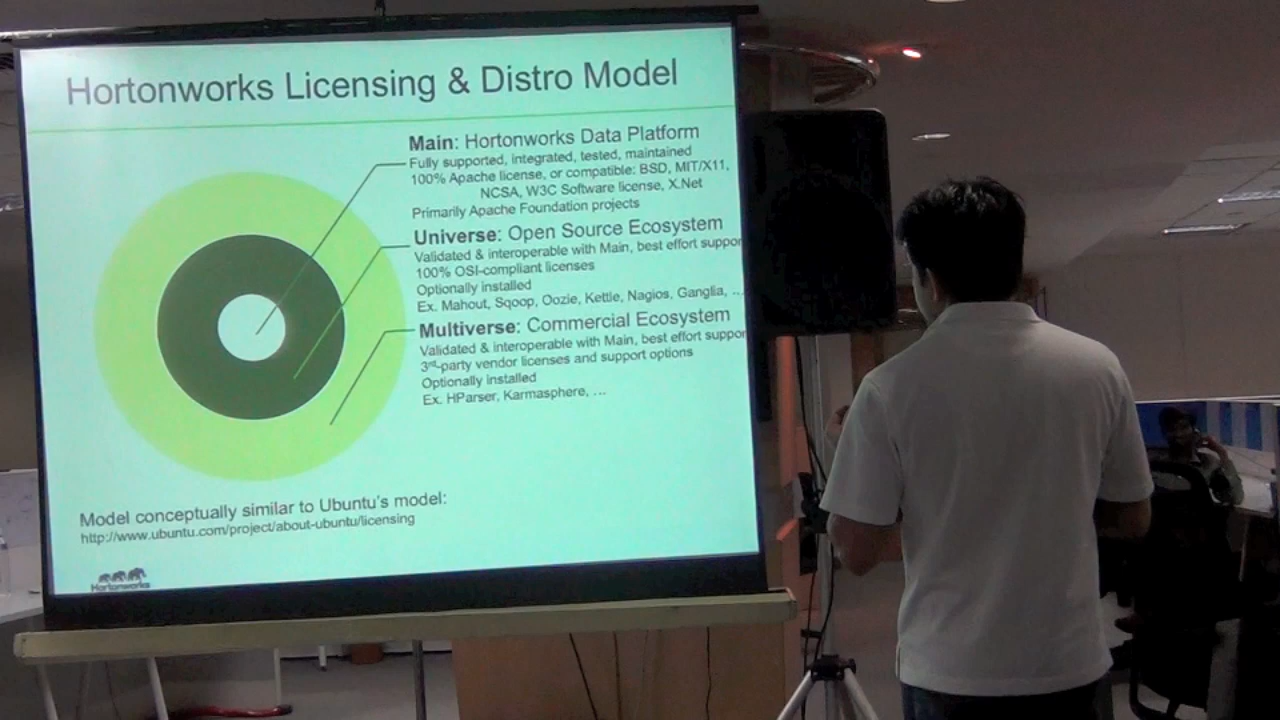 Hortonworks Licensing & Distro Model
Main: Hortonworks Data Platform
Fully supported, integrated, tested, maintained
100% Apache license, or compatible: BSD, MIT/X11,
NCSA, W3C Software license, X.Net
Primarily Apache Foundation projects
Universe: Open Source Ecosystem
Validated & interoperable with Main, best effort suppor
100% OSI-compliant licenses
Optionally installed
Ex. Mahout, Sqoop, Oozie, Kettle, Nagios, Ganglia, ...
Multiverse: Commercial Ecosystem
Validated & interoperable with Main, best effort suppor
3rd-party vendor licenses and support options
Optionally installed
Ex. HParser, Karmasphere, ...
Model conceptually similar to Ubuntu's model:
http://www.ubuntu.com/project/about-ubuntu/licensing
Hortonworks